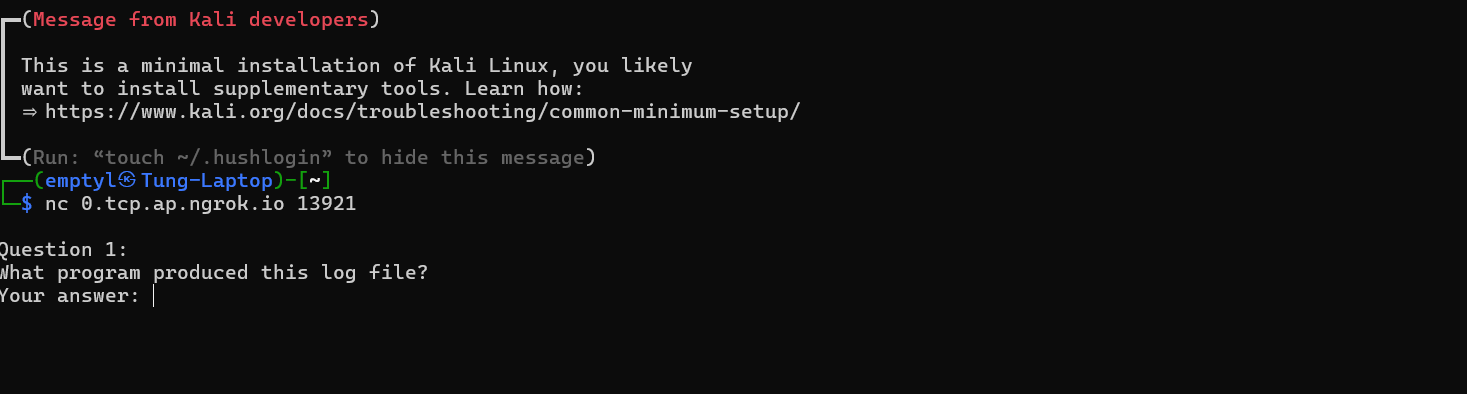 (Message from Kali developers)
This is a minimal installation of Kali Linux, you likely
want to install supplementary tools. Learn how:
⇒ https://www.kali.org/docs/troubleshooting/common-minimum-setup/
(Run: “touch ~/.hushlogin” to hide this message)
(emptyl㉿Tung-Laptop)-[~]
$ nc 0.tcp.ap.ngrok.io 13921
Question 1:
What program produced this log file?
Your answer: